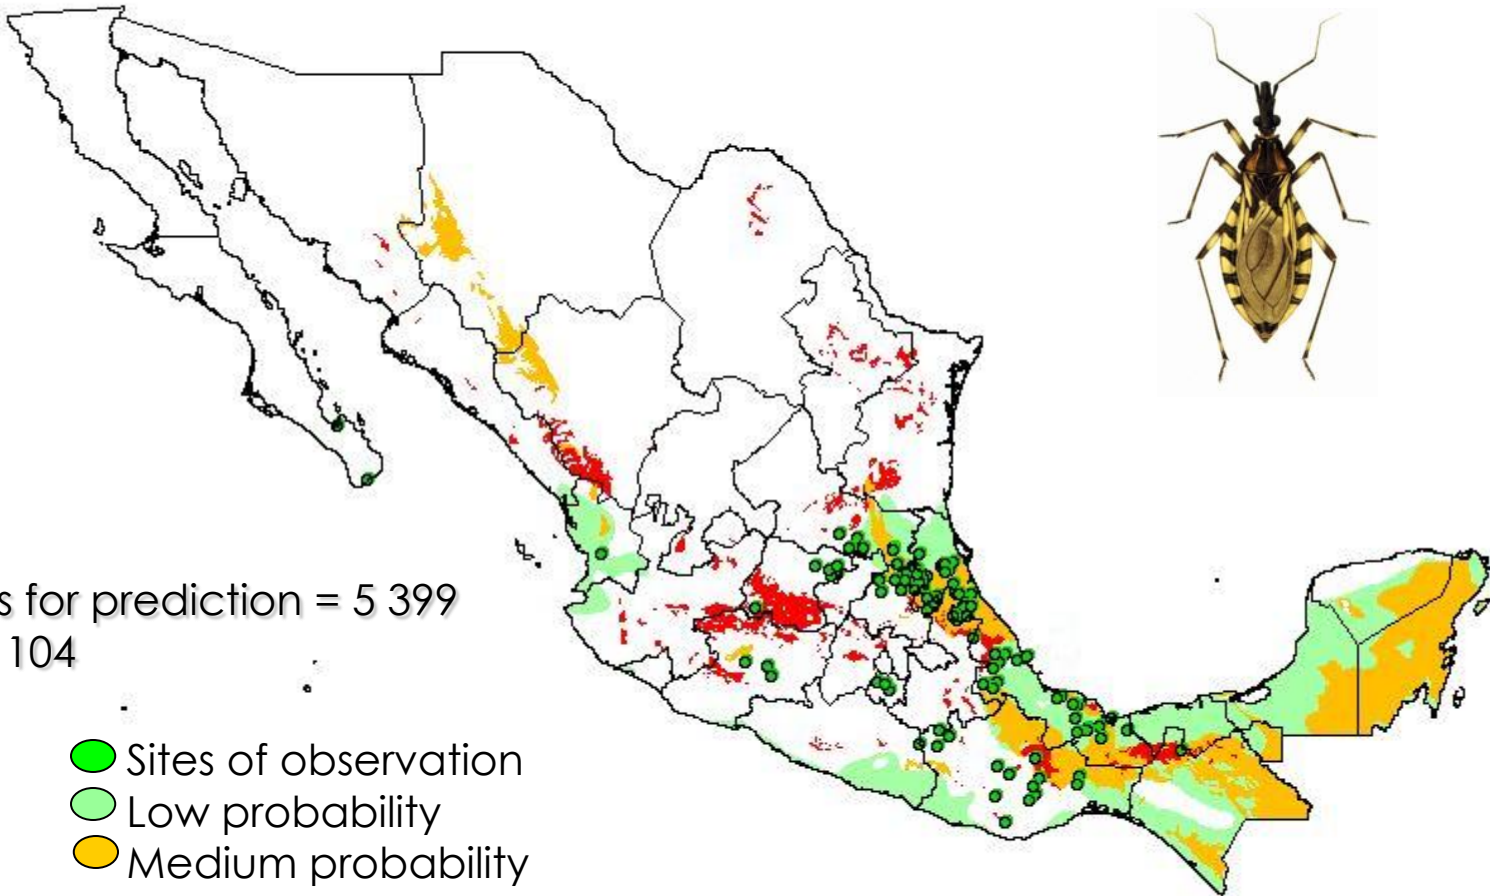 s for prediction = 5 399
104
Sites of observation
Low probability
Medium probability